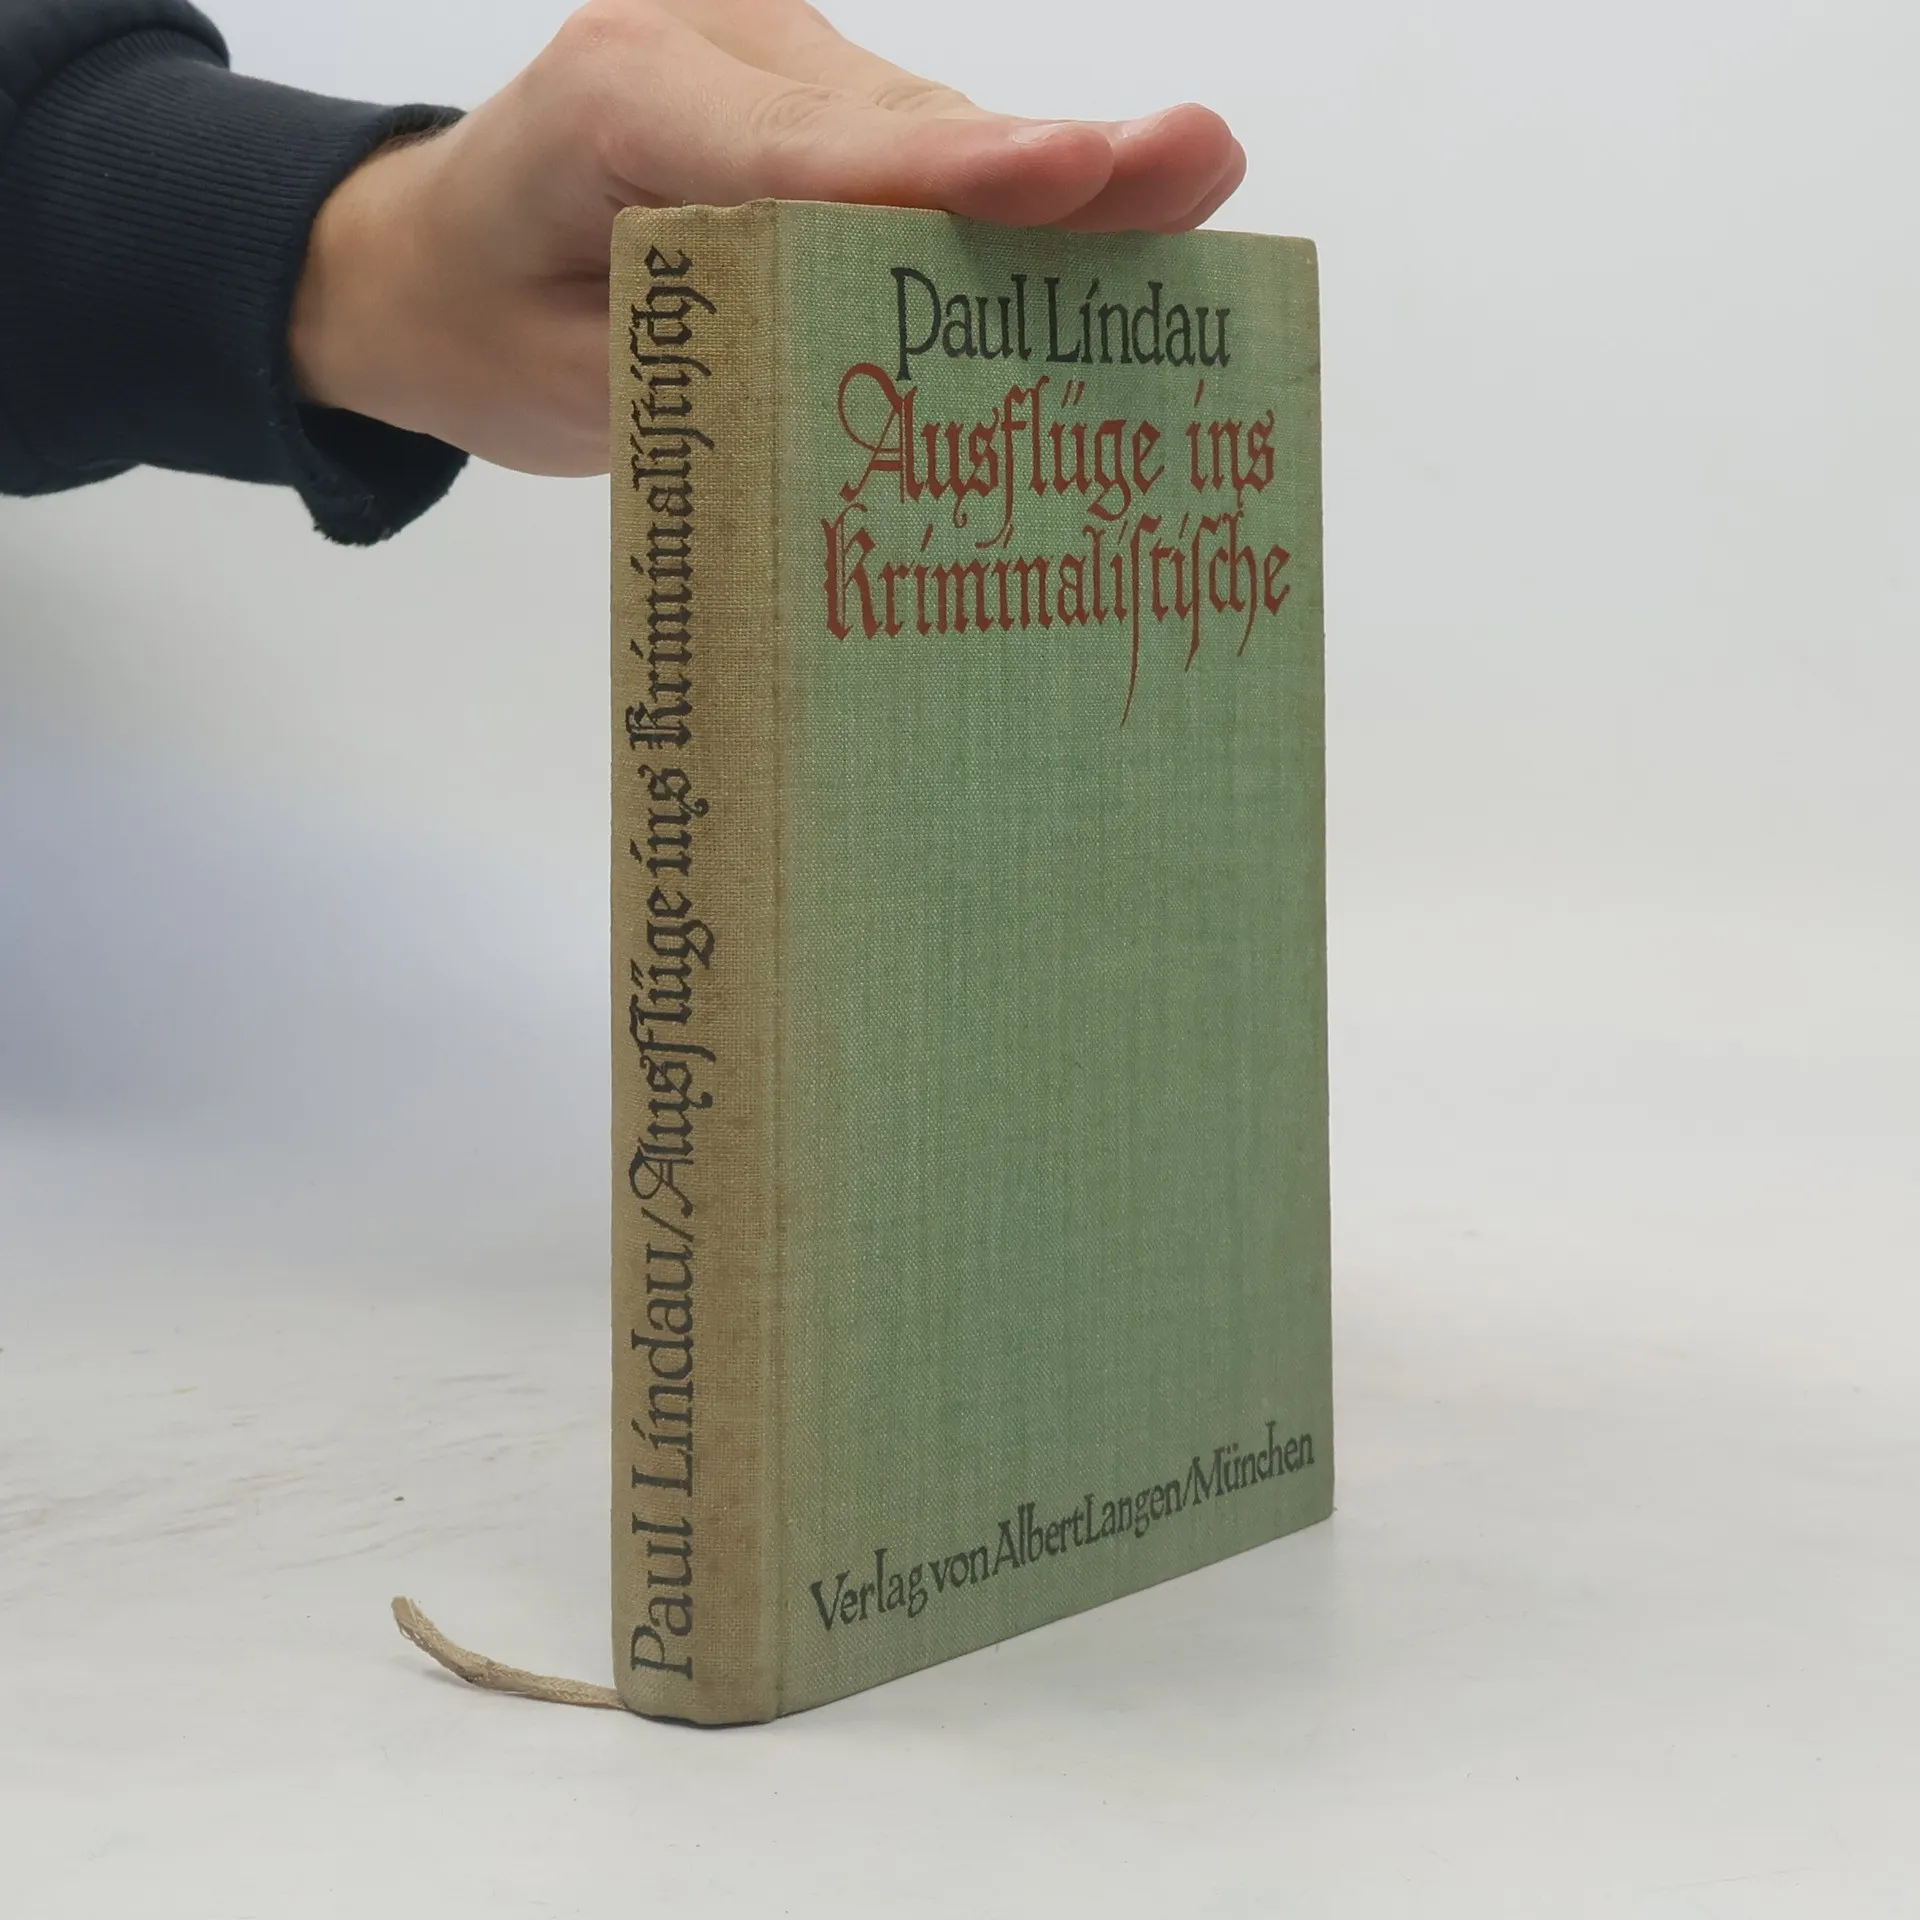 Paul Lindau/Ausflüge ins Kriminaliſtiſche
Paul Lindau
Ausflüge ins
Kriminaliſtiſche
Verlag von Albert Langen/München